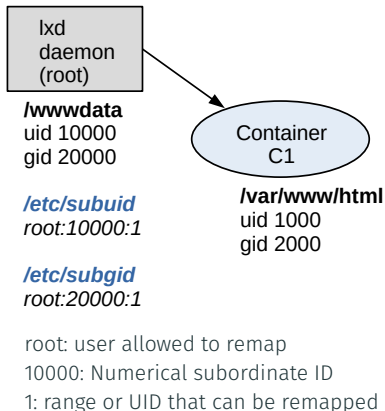 lxd
daemon
(root)
/wwwdata
uid 10000
gid 20000
Container
C1
/var/www/html
uid 1000
gid 2000
/etc/subuid
root:10000:1
/etc/subgid
root:20000:1
root: user allowed to remap
10000: Numerical subordinate ID
1: range or UID that can be remapped